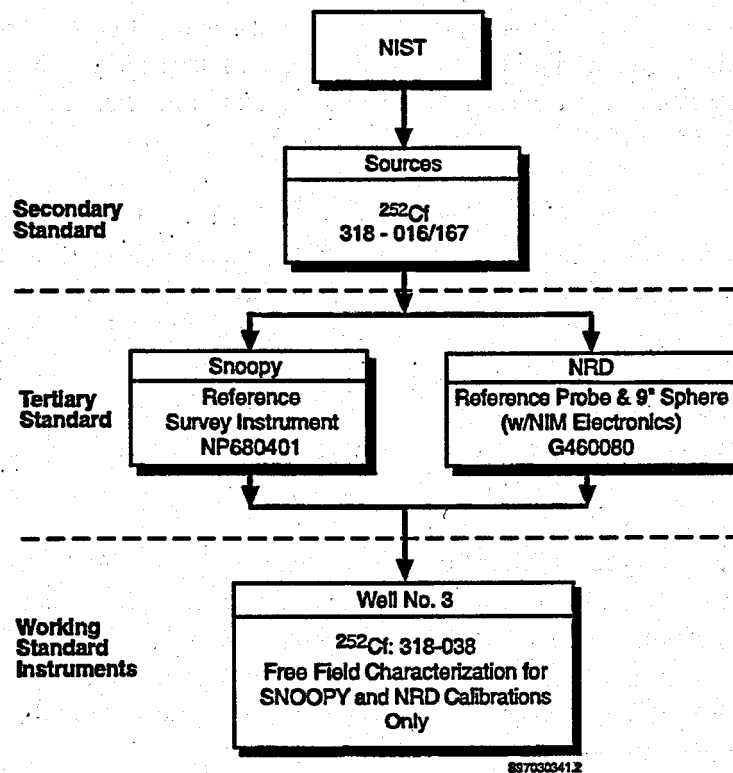 NIST
Sources
²⁵²Cf
318 - 016/167
Secondary
Standard
Snoopy
Reference
Survey Instrument
NP680401
NRD
Reference Probe & 9" Sphere
(w/NIM Electronics)
G460080
Tertiary
Standard
Well No. 3
²⁵²Cf: 318-038
Free Field Characterization for
SNOOPY and NRD Calibrations
Only
Working
Standard
Instruments
S97030341.2